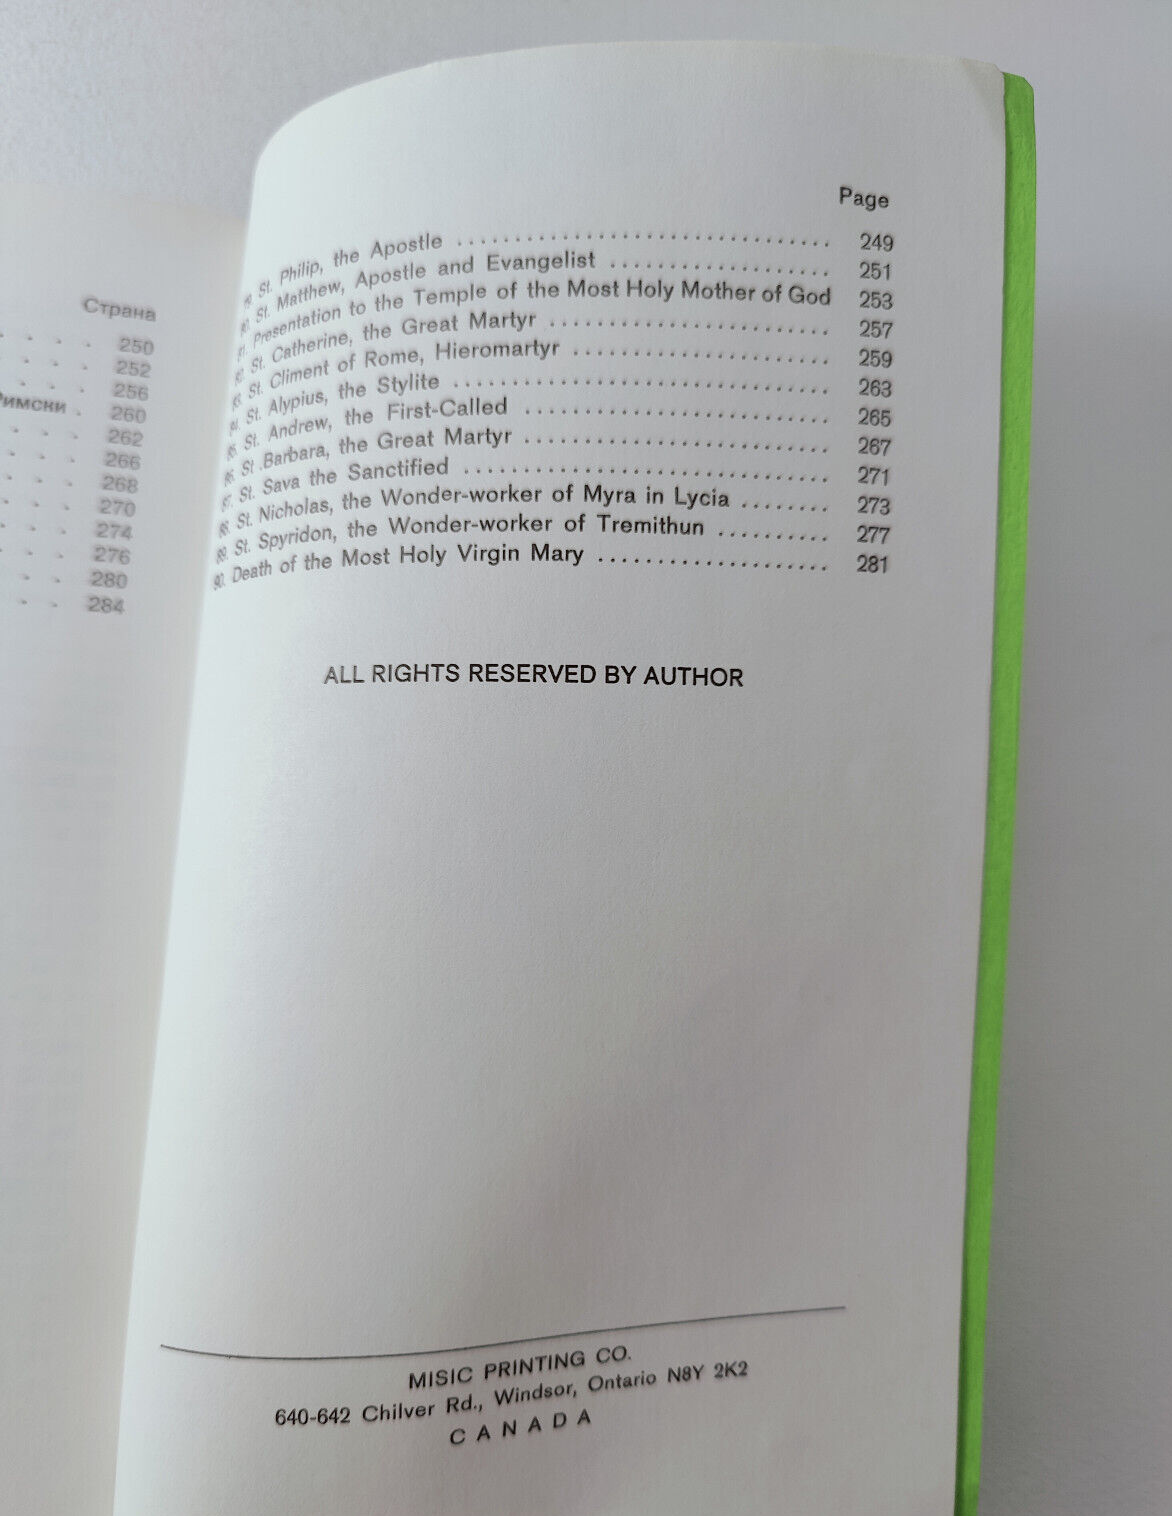 Страна
250
252
256
Римски . 260
262
266
268
270
274
276
280
284
Page
St. Philip, the Apostle ................................ 249
St. Matthew, Apostle and Evangelist ................... 251
Presentation to the Temple of the Most Holy Mother of God 253
St. Catherine, the Great Martyr ........................ 257
St. Climent of Rome, Hieromartyr ...................... 259
St. Alypius, the Stylite ................................ 263
St. Andrew, the First-Called .......................... 265
St .Barbara, the Great Martyr .......................... 267
St. Sava the Sanctified ............................... 271
88. St. Nicholas, the Wonder-worker of Myra in Lycia ........ 273
89. St. Spyridon, the Wonder-worker of Tremithun .......... 277
90. Death of the Most Holy Virgin Mary .................... 281
ALL RIGHTS RESERVED BY AUTHOR
MISIC PRINTING CO.
640-642 Chilver Rd., Windsor, Ontario N8Y 2K2
CANADA